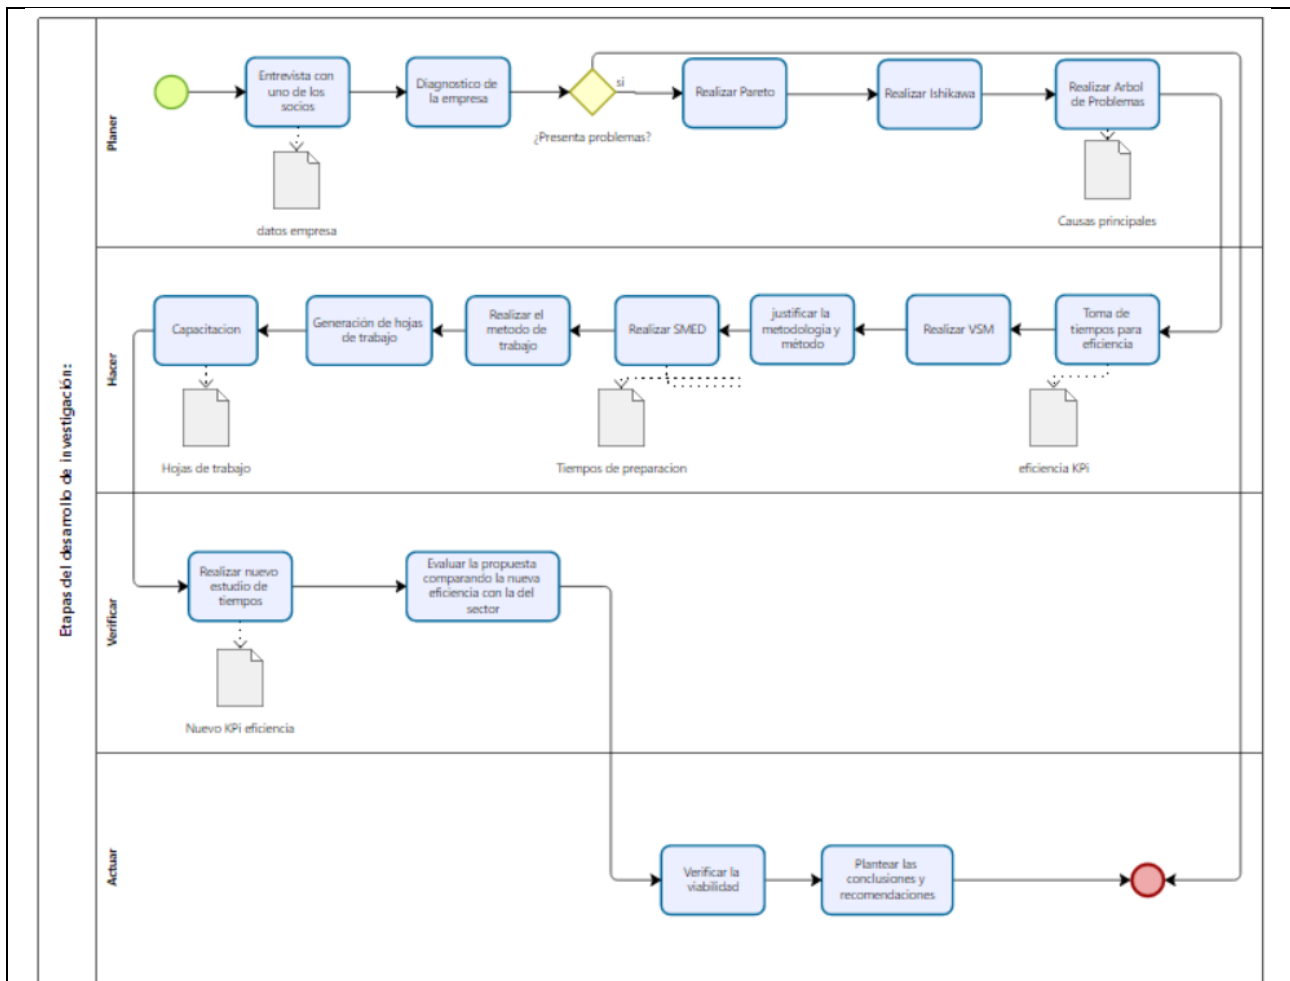 Etapas del desarrollo de investigación:
Planer
Entrevista con
uno de los
socios
Diagnostico de
la empresa
si
¿Presenta problemas?
Realizar Pareto
Realizar Ishikawa
Realizar Arbol
de Problemas
datos empresa
Causas principales
Hacer
Capacitacion
Generación de hojas
de trabajo
Realizar el
metodo de
trabajo
Realizar SMED
justificar la
metodologia y
método
Realizar VSM
Toma de
tiempos para
eficiencia
Hojas de trabajo
Tiempos de preparacion
eficiencia KPi
Verificar
Realizar nuevo
estudio de
tiempos
Evaluar la propuesta
comparando la nueva
eficiencia con la del
sector
Nuevo KPi eficiencia
Actuar
Verificar la
viabilidad
Plantear las
conclusiones y
recomendaciones